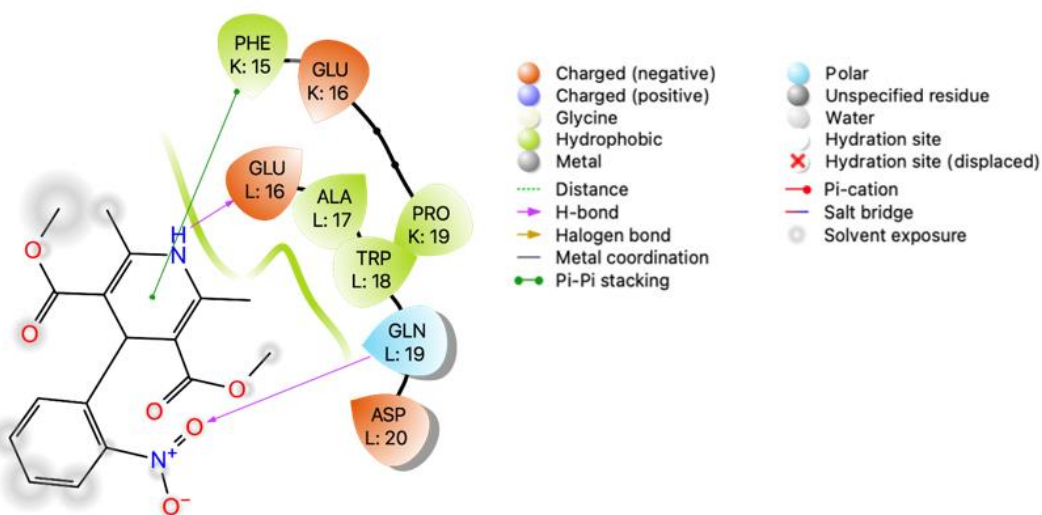 PHE
K: 15
GLU
K: 16
GLU
L: 16
ALA
L: 17
PRO
K: 19
TRP
L: 18
GLN
L: 19
ASP
L: 20
H
N
O
O
O
O
O
N+
O−
Charged (negative)
Charged (positive)
Glycine
Hydrophobic
Metal
Distance
H-bond
Halogen bond
Metal coordination
Pi-Pi stacking
Polar
Unspecified residue
Water
Hydration site
Hydration site (displaced)
Pi-cation
Salt bridge
Solvent exposure